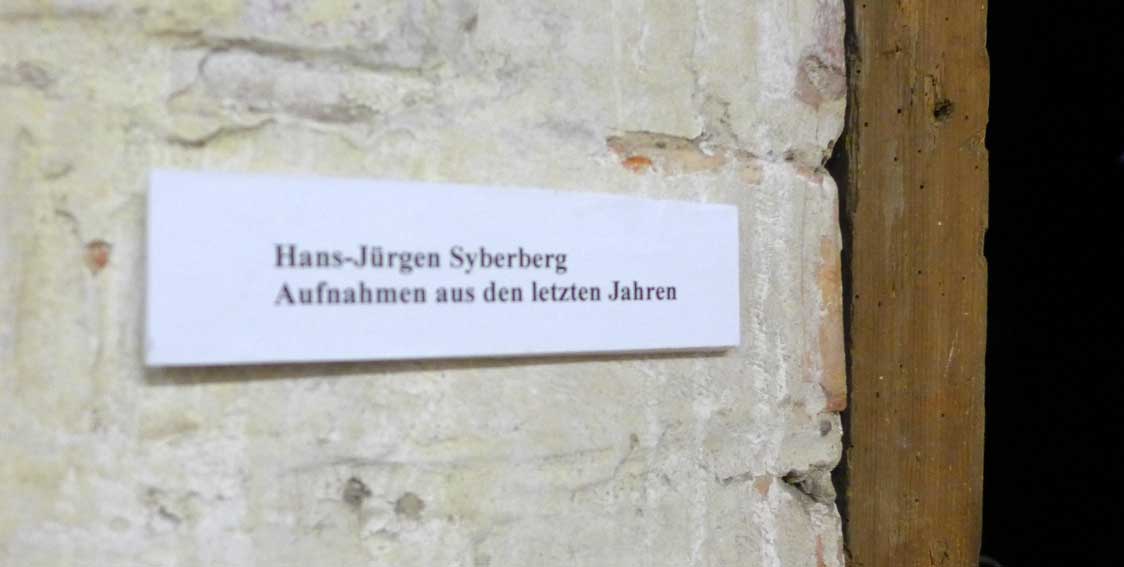 Hans-Jürgen Syberberg
Aufnahmen aus den letzten Jahren